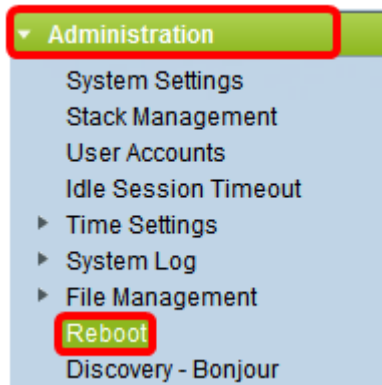 Administration
System Settings
Stack Management
User Accounts
Idle Session Timeout
Time Settings
System Log
File Management
Reboot
Discovery - Bonjour